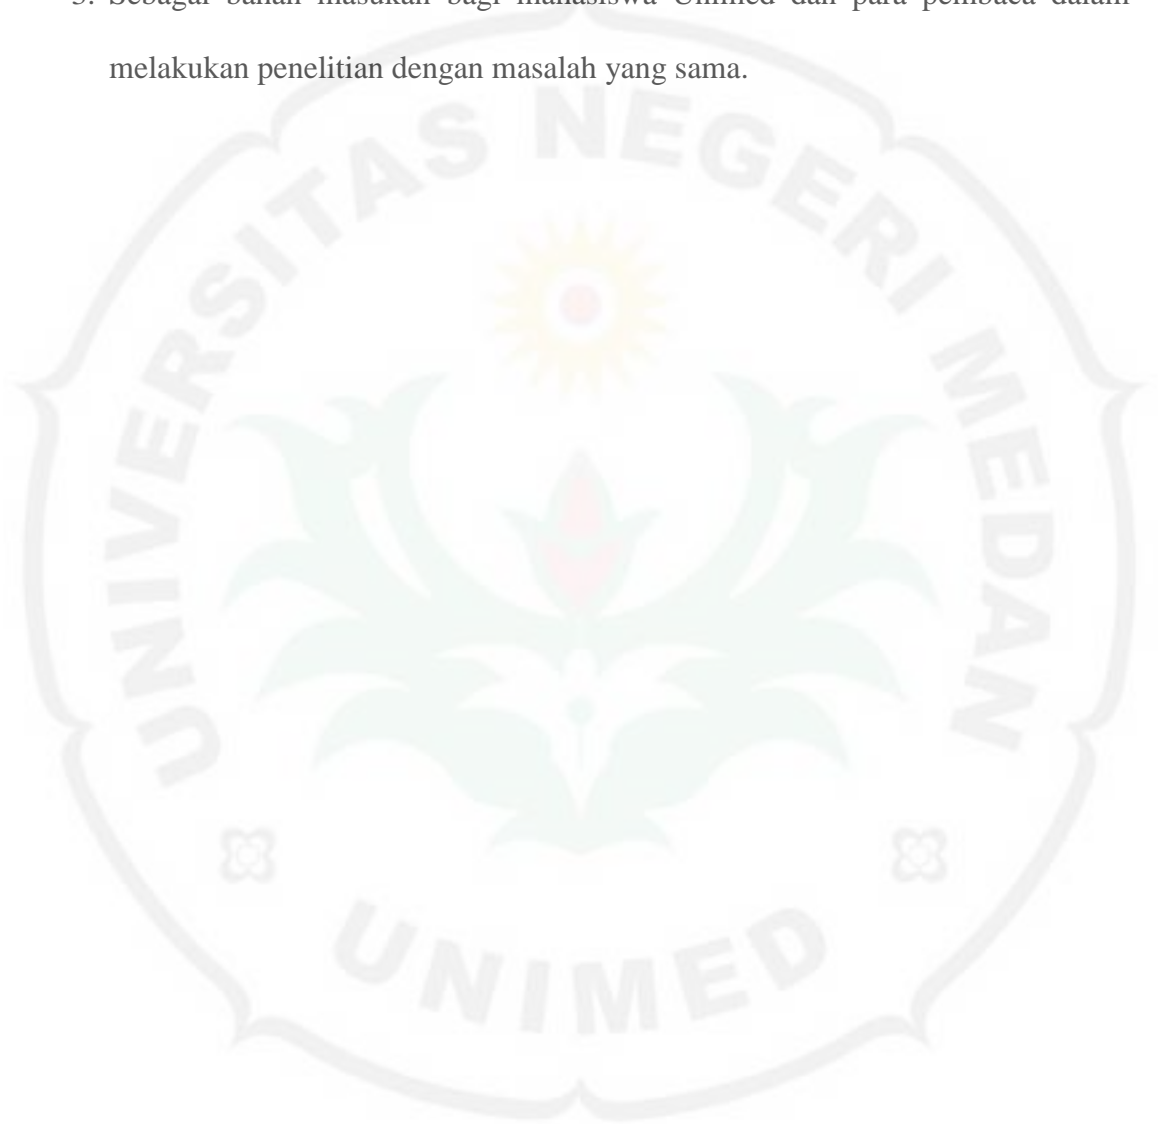 3. Sebagai bahan masukan bagi mahasiswa Unimed dan para pembaca dalam
melakukan penelitian dengan masalah yang sama.
UNIVERSITAS NEGERI MEDAN
UNIMED